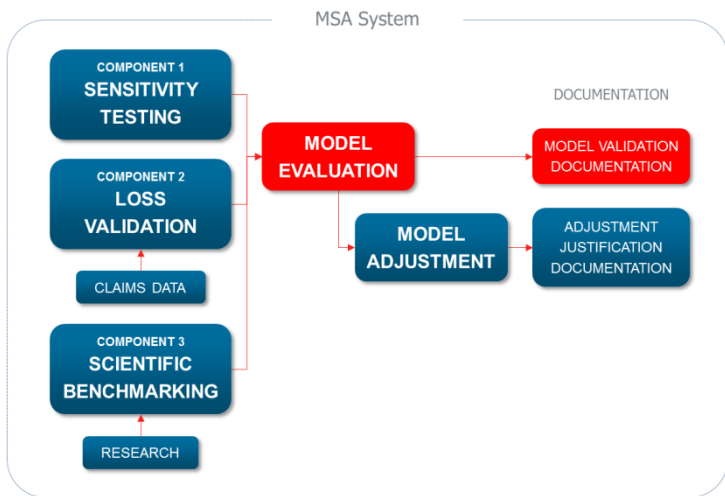 MSA System
COMPONENT 1
SENSITIVITY
TESTING
COMPONENT 2
LOSS
VALIDATION
CLAIMS DATA
COMPONENT 3
SCIENTIFIC
BENCHMARKING
RESEARCH
MODEL
EVALUATION
MODEL
ADJUSTMENT
DOCUMENTATION
MODEL VALIDATION
DOCUMENTATION
ADJUSTMENT
JUSTIFICATION
DOCUMENTATION